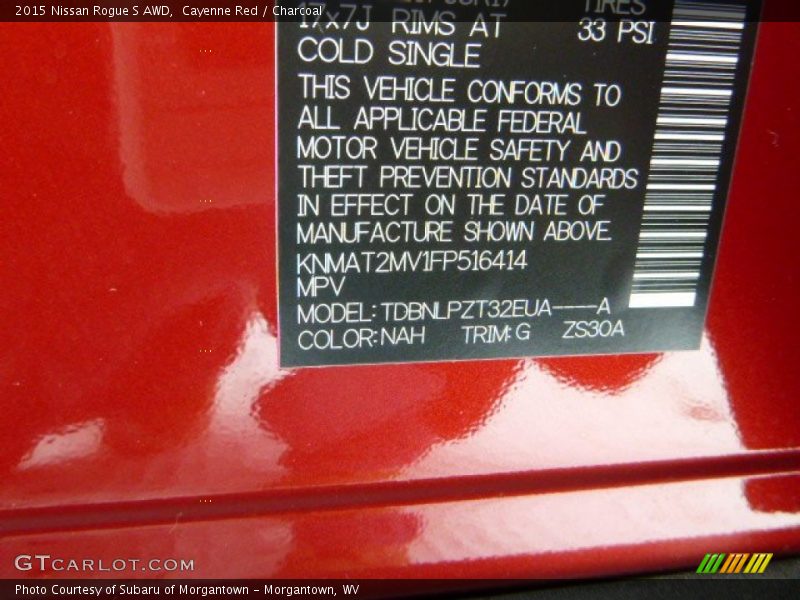 2015 Nissan Rogue S AWD, Cayenne Red / Charcoal
TIRES
17x7J RIMS AT 33 PSI
COLD SINGLE
THIS VEHICLE CONFORMS TO
ALL APPLICABLE FEDERAL
MOTOR VEHICLE SAFETY AND
THEFT PREVENTION STANDARDS
IN EFFECT ON THE DATE OF
MANUFACTURE SHOWN ABOVE.
KNMAT2MV1FP516414
MPV
MODEL:TDBNLPZT32EUA----A
COLOR:NAH TRIM:G ZS30A
GTCARLOT.COM
Photo Courtesy of Subaru of Morgantown - Morgantown, WV